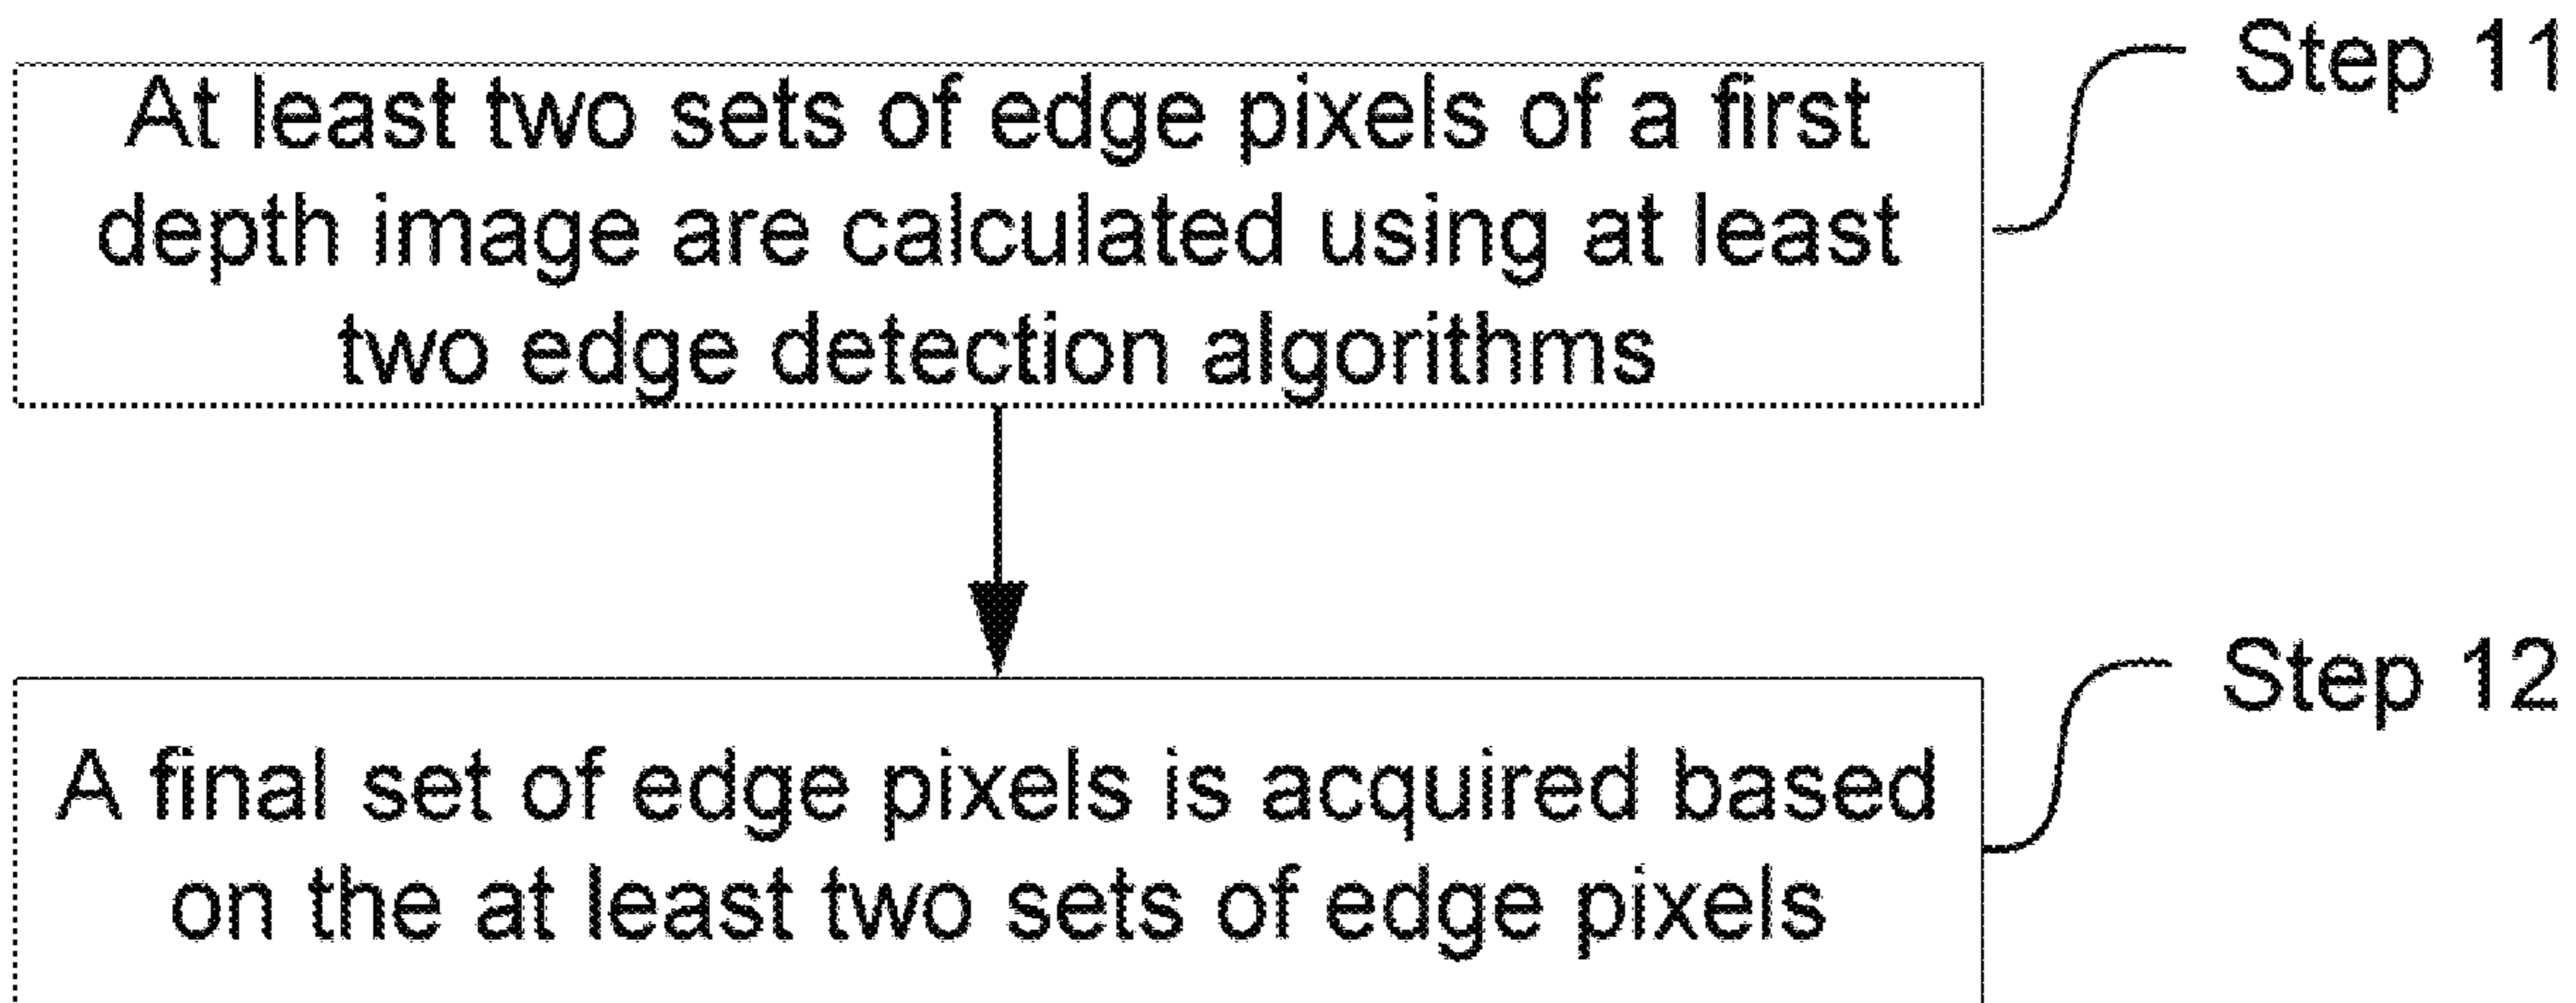 Step 11
At least two sets of edge pixels of a first
depth image are calculated using at least
two edge detection algorithms
Step 12
A final set of edge pixels is acquired based
on the at least two sets of edge pixels